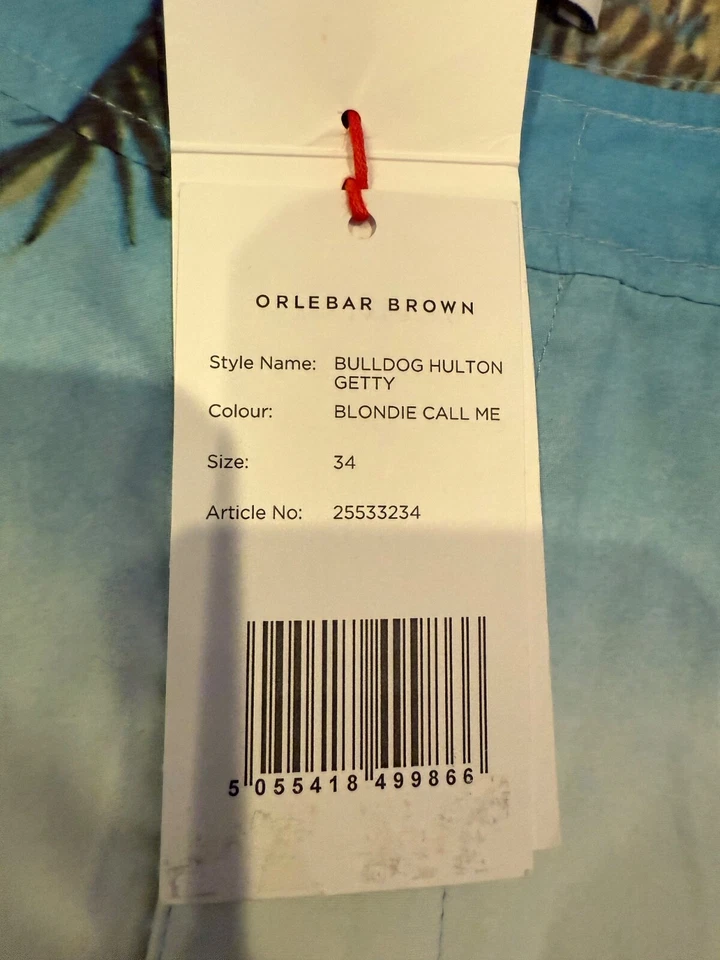 ORLEBAR BROWN
Style Name: BULLDOG HULTON
GETTY
Colour: BLONDIE CALL ME
Size: 34
Article No: 25533234
5 055418 499866